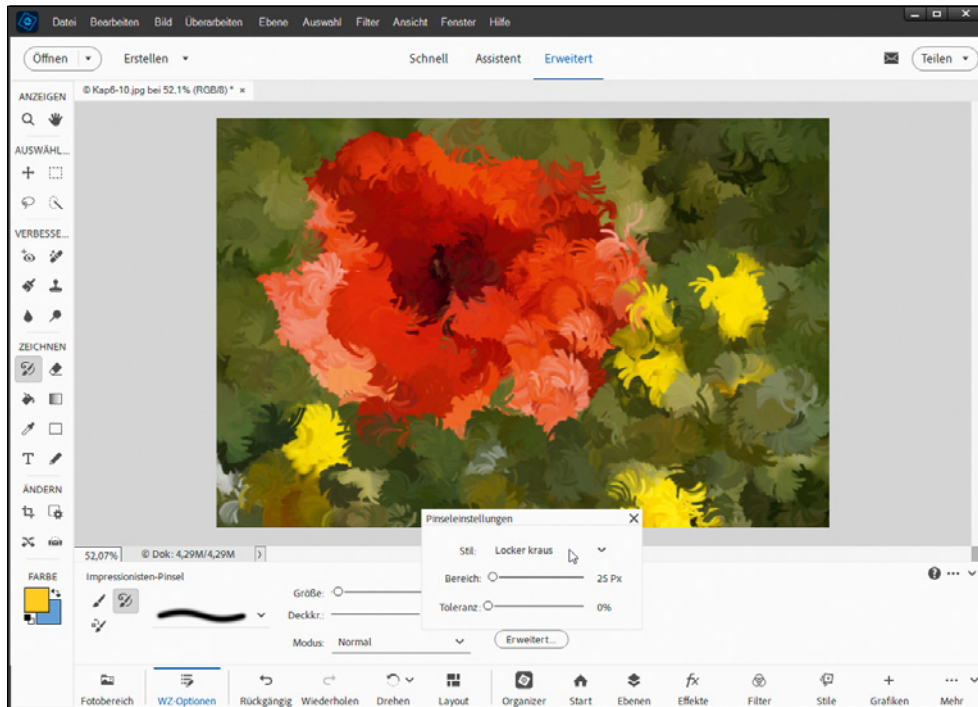 Datei Bearbeiten Bild Überarbeiten Ebene Auswahl Filter Ansicht Fenster Hilfe
Öffnen Erstellen Schnell Assistent Erweitert Teilen
ANZEIGEN
© Kap6-10.jpg bei 52,1% (RGB/8) * ×
AUSWÄHL...
VERBESSE...
ZEICHNEN
ÄNDERN
Pinseleinstellungen
Stil: Locker kraus
Bereich: 25 Px
Toleranz: 0%
52,07% © Dok: 4,29M/4,29M
FARBE
Impressionisten-Pinsel
Größe:
Deckkr.:
Modus: Normal
Erweitert...
Fotobereich WZ-Optionen Rückgängig Wiederholen Drehen Layout Organizer Start Ebenen Effekte Filter Stile Grafiken Mehr